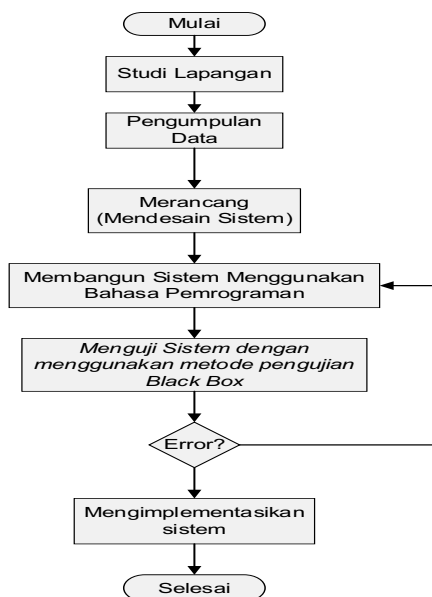 Mulai
Studi Lapangan
Pengumpulan
Data
Merancang
(Mendesain Sistem)
Membangun Sistem Menggunakan
Bahasa Pemrograman
Menguji Sistem dengan
menggunakan metode pengujian
Black Box
Error?
Mengimplementasikan
sistem
Selesai